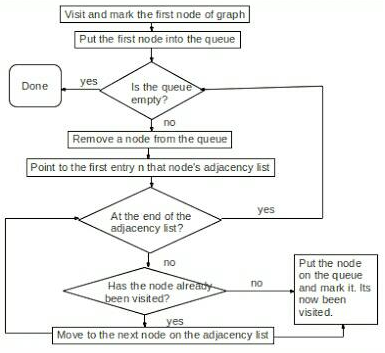 Visit and mark the first node of graph
Put the first node into the queue
Done
yes
Is the queue
empty?
no
Remove a node from the queue
Point to the first entry n that node's adjacency list
At the end of the
adjacency list?
yes
no
Has the node already
been visited?
no
Put the node
on the queue
and mark it. Its
now been
visited.
yes
Move to the next node on the adjacency list